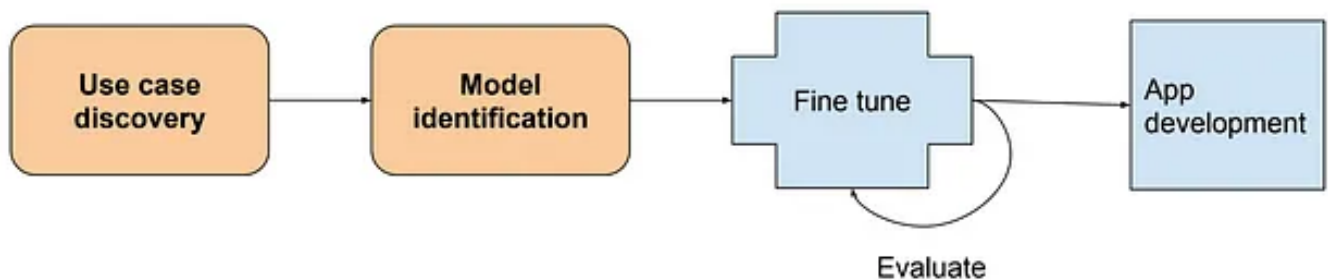 Use case
discovery
Model
identification
Fine tune
App
development
Evaluate